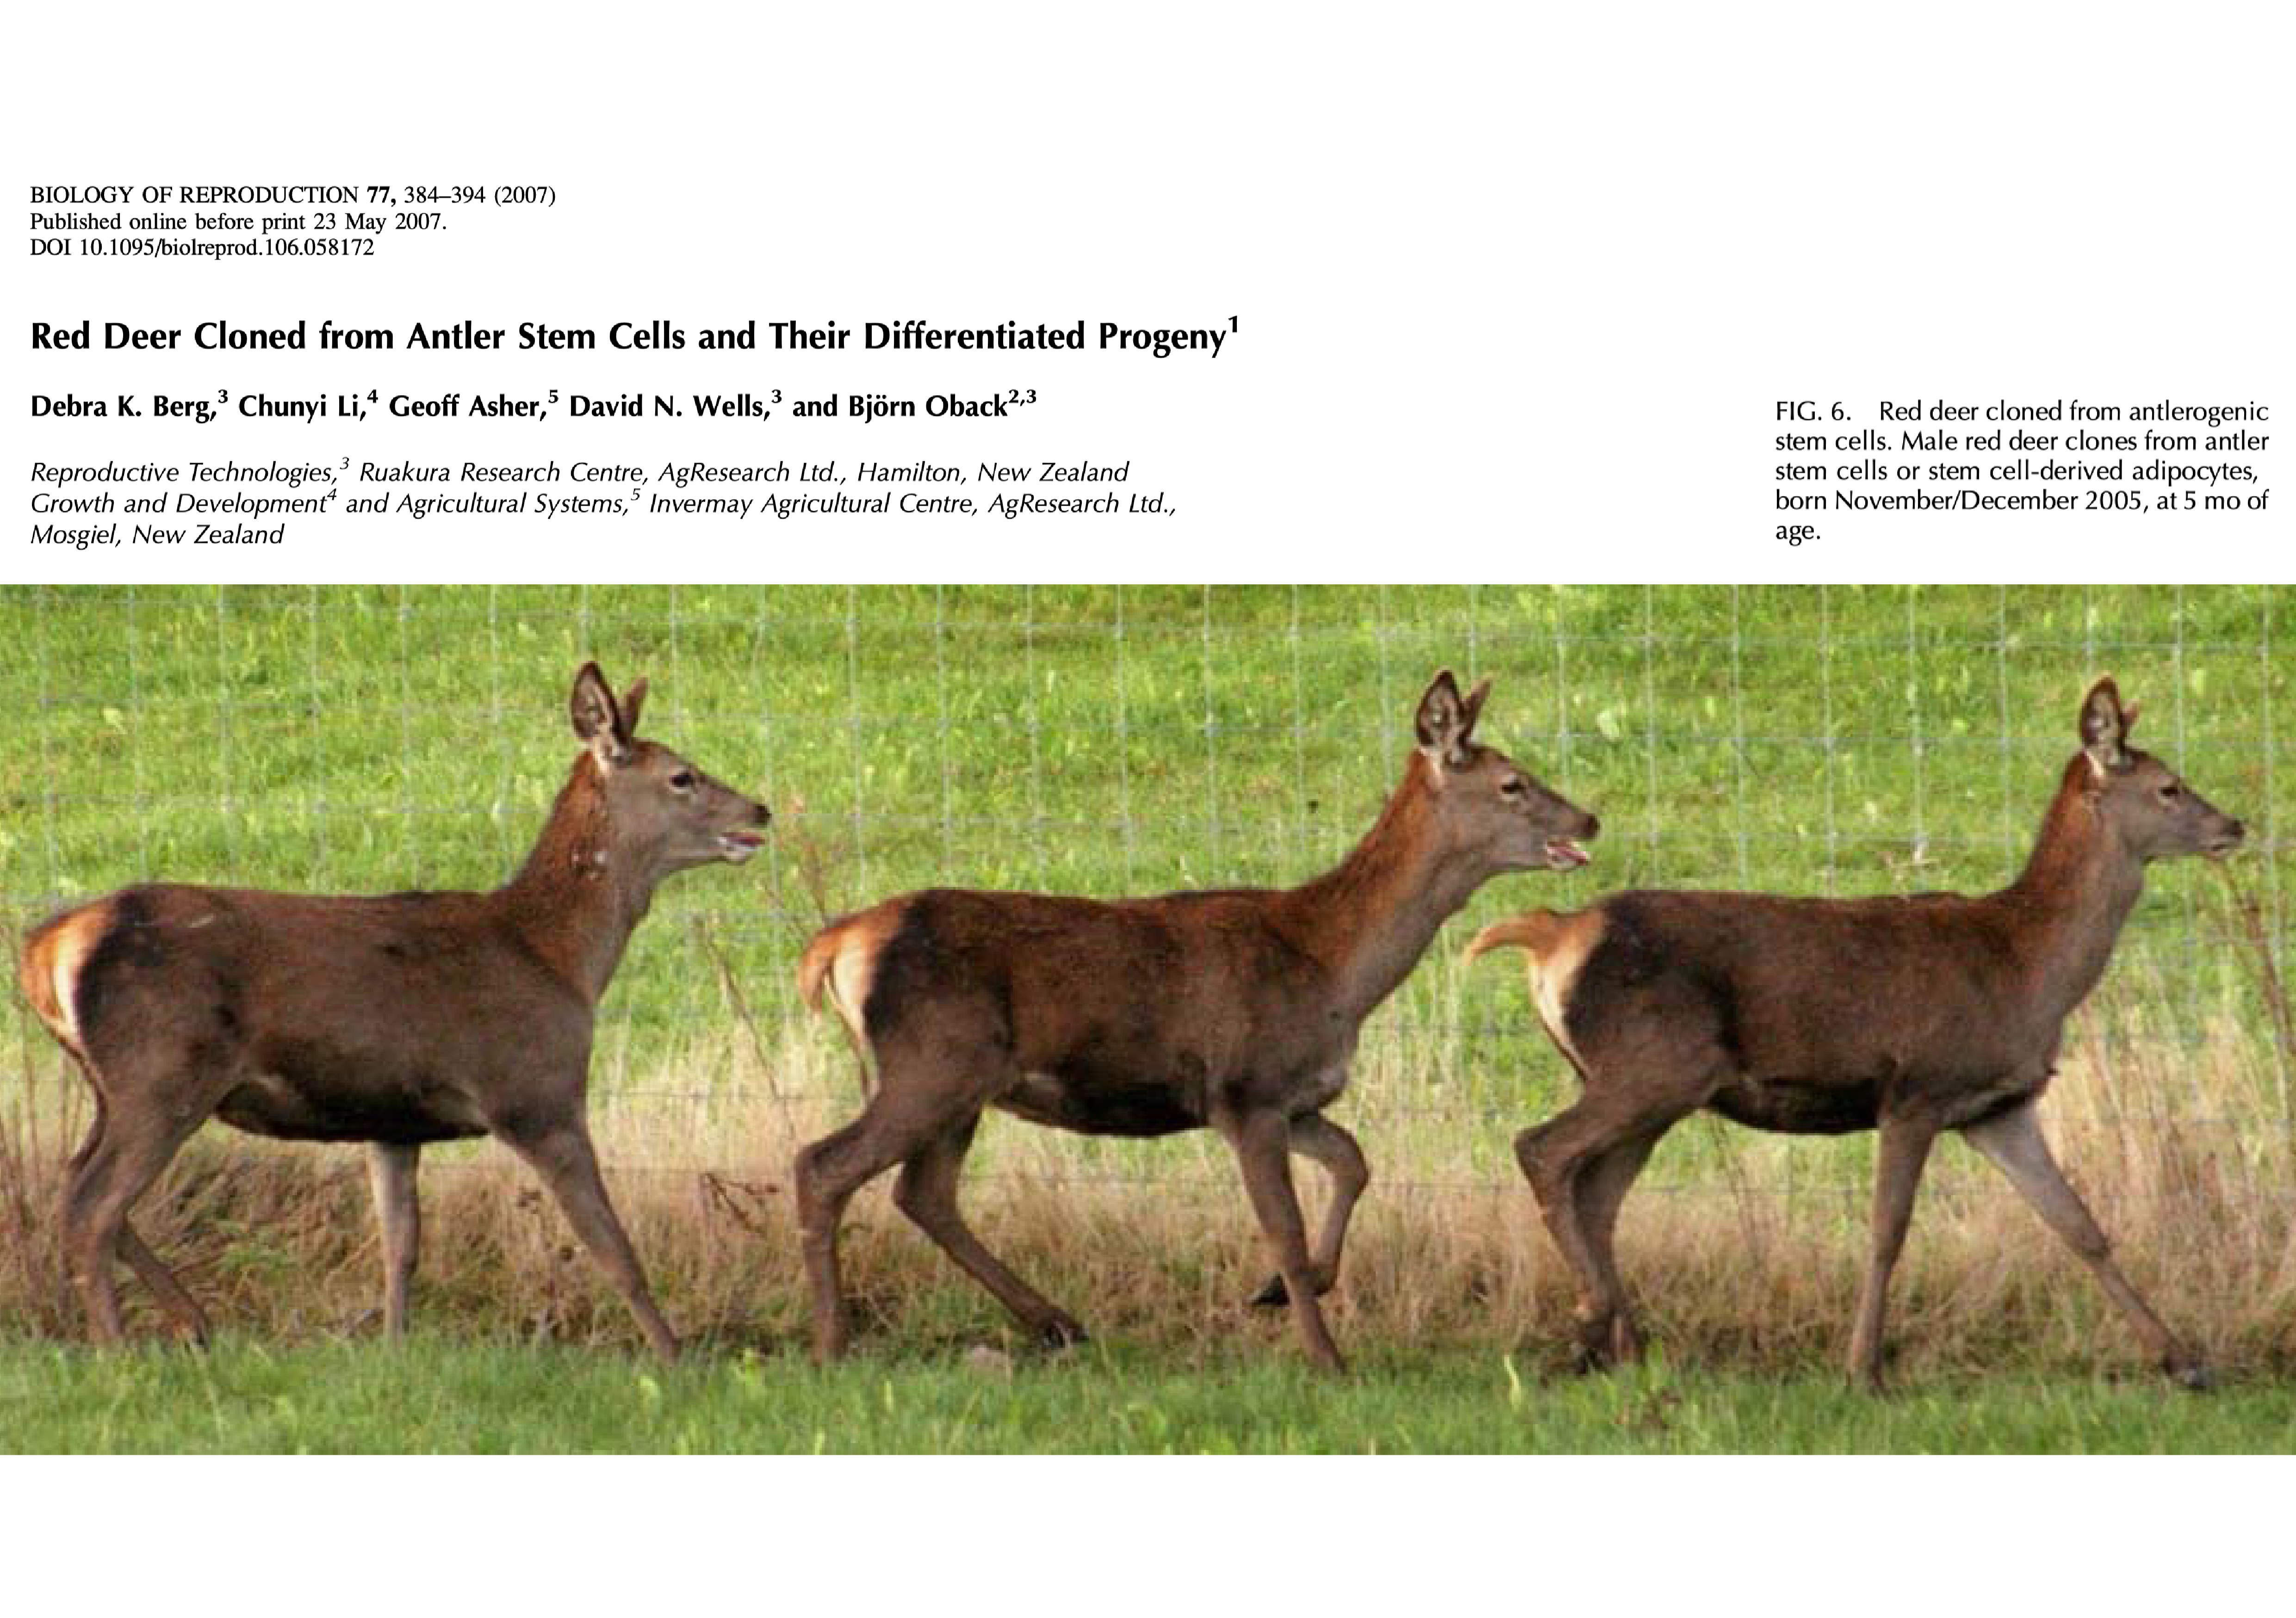 BIOLOGY OF REPRODUCTION 77, 384–394 (2007)
Published online before print 23 May 2007.
DOI 10.1095/biolreprod.106.058172
Red Deer Cloned from Antler Stem Cells and Their Differentiated Progeny¹
Debra K. Berg,³ Chunyi Li,⁴ Geoff Asher,⁵ David N. Wells,³ and Björn Oback²,³
Reproductive Technologies,³ Ruakura Research Centre, AgResearch Ltd., Hamilton, New Zealand
Growth and Development⁴ and Agricultural Systems,⁵ Invermay Agricultural Centre, AgResearch Ltd.,
Mosgiel, New Zealand
FIG. 6. Red deer cloned from antlerogenic
stem cells. Male red deer clones from antler
stem cells or stem cell-derived adipocytes,
born November/December 2005, at 5 mo of
age.